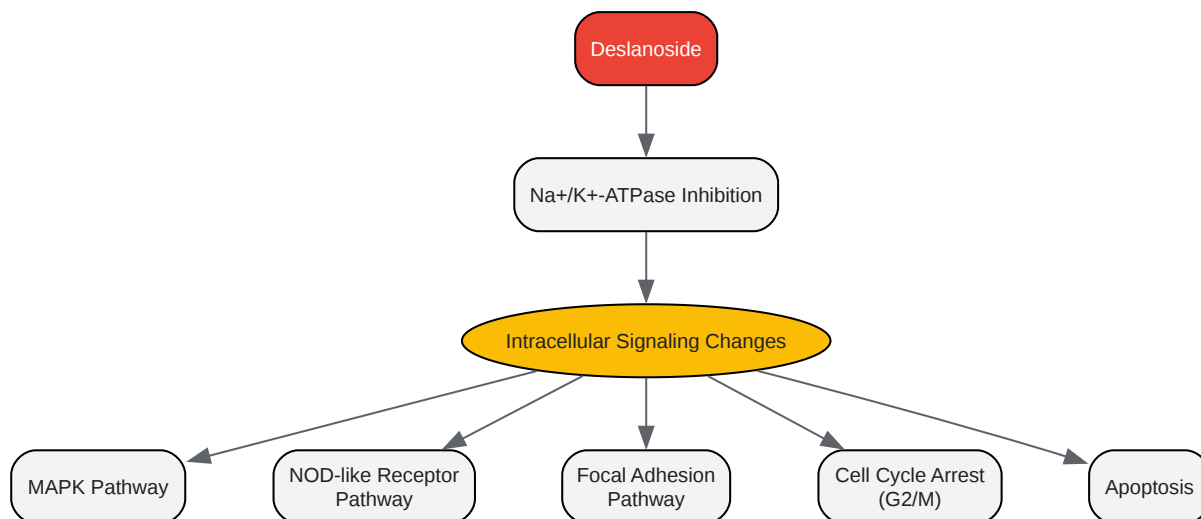 Deslanoside
Na+/K+-ATPase Inhibition
Intracellular Signaling Changes
MAPK Pathway
NOD-like Receptor
Pathway
Focal Adhesion
Pathway
Cell Cycle Arrest
(G2/M)
Apoptosis